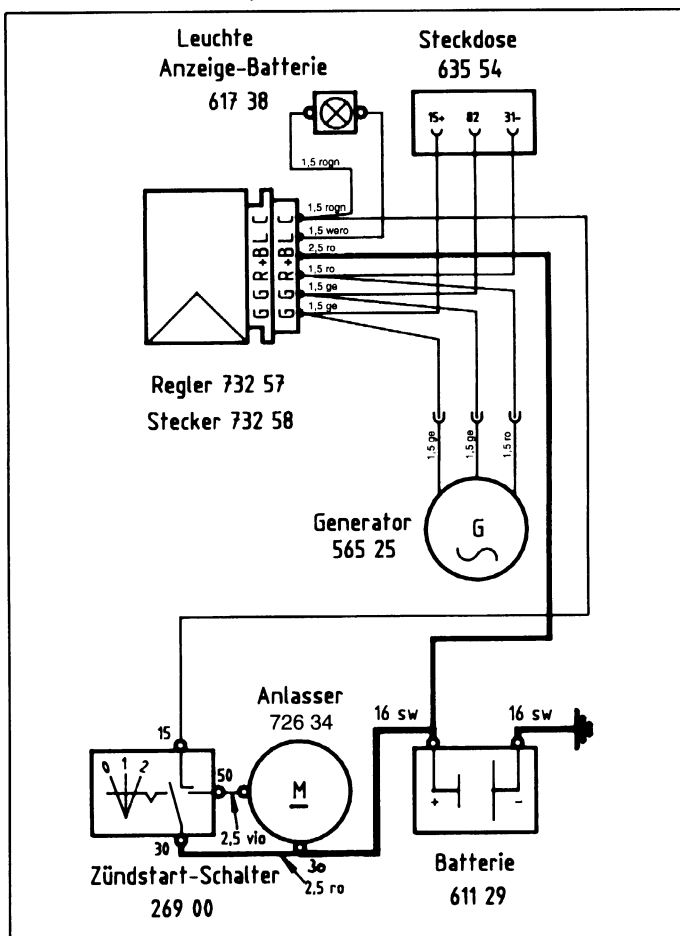 Leuchte
Anzeige-Batterie
617 38
Steckdose
635 54
15+ 82 31-
1,5 rogn
1,5 rogn
1,5 wero
2,5 ro
1,5 ro
1,5 ge
1,5 ge
G G R +B L C
G G R +B L C
Regler 732 57
Stecker 732 58
1,5 ge
1,5 ge
1,5 ro
Generator
565 25
G
Anlasser
726 34
16 sw
16 sw
15
0 1 2
50
M
+ -
2,5 vio
30
30
2,5 ro
Zündstart-Schalter
269 00
Batterie
611 29